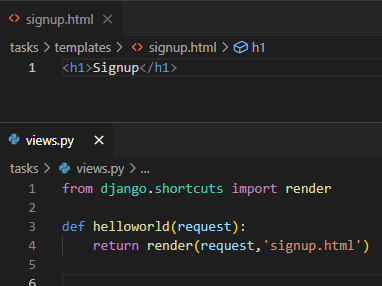 signup.html
tasks > templates > signup.html > h1
1 <h1>Signup</h1>
views.py
tasks > views.py > ...
1 from django.shortcuts import render
2
3 def helloworld(request):
4 return render(request,'signup.html')
5
6